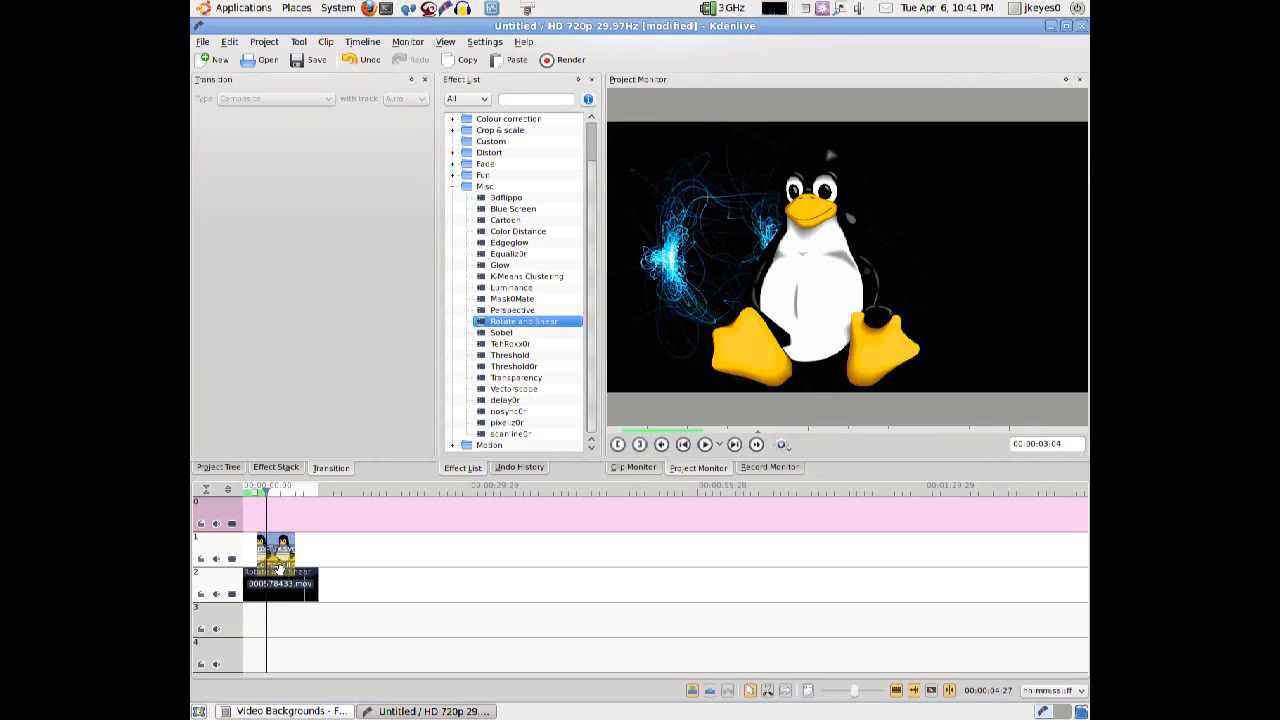 Applications Places System 3 GHz Tue Apr 6, 10:41 PM jkeyes0
Untitled / HD 720p 29.97Hz [modified] - Kdenlive
File Edit Project Tool Clip Timeline Monitor View Settings Help
New Open Save Undo Redo Copy Paste Render
Transition Effect List Project Monitor
Type Composite with track: Auto All
Colour correction
Crop & scale
Custom
Distort
Fade
Fun
Misc
3dflippo
Blue Screen
Cartoon
Color Distance
Edgeglow
Equaliz0r
Glow
K-Means Clustering
Luminance
Mask0Mate
Perspective
Rotate and Shear
Sobel
TehRoxx0r
Threshold
Threshold0r
Transparency
Vectorscope
delay0r
nosync0r
pixeliz0r
scanline0r
Motion
00:00:03:04
Project Tree Effect Stack Transition Effect List Undo History Clip Monitor Project Monitor Record Monitor
00:00:00:00 00:00:29:29 00:00:59:28 00:01:29:29
0
1
2
Rotate and Shear
000578433.mov
3
4
00:00:04:27 hh:mm:ss::ff
Video Backgrounds - F... Untitled / HD 720p 29....